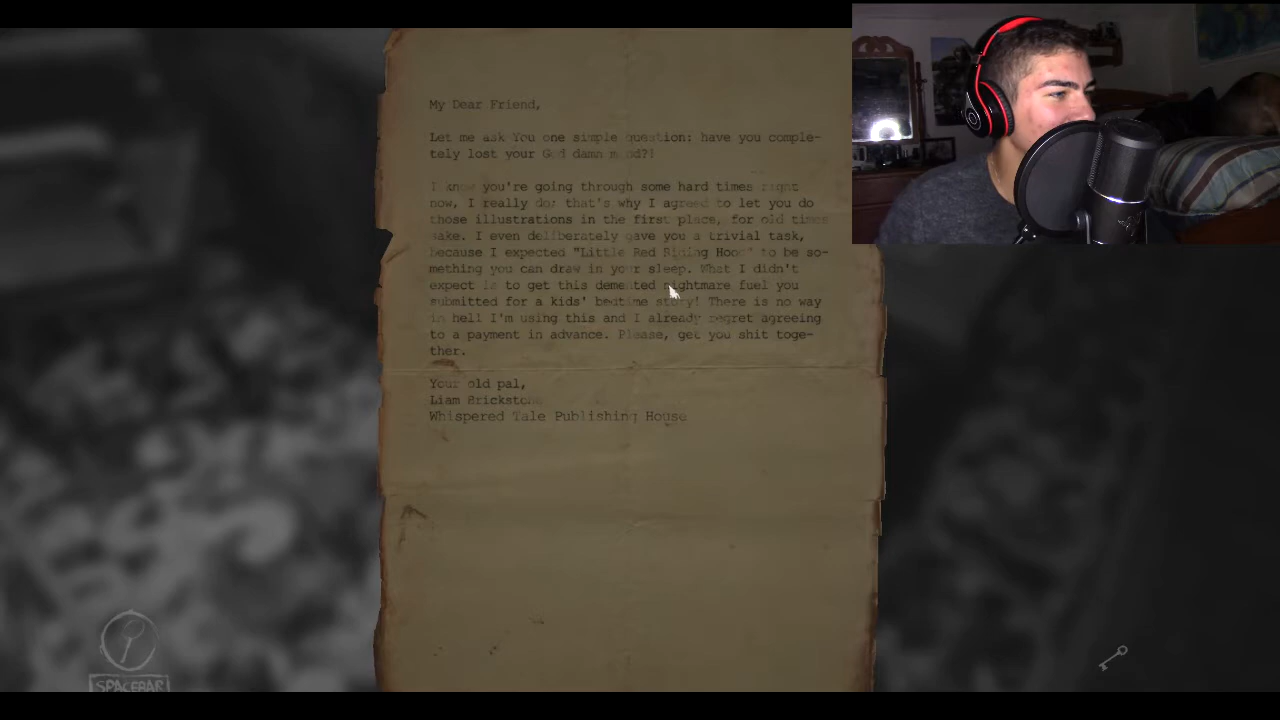 My Dear Friend,
Let me ask You one simple question: have you comple-
tely lost your God damn mind?!
I know you're going through some hard times right
now, I really do; that's why I agreed to let you do
those illustrations in the first place, for old times
sake. I even deliberately gave you a trivial task,
because I expected "Little Red Riding Hood" to be so-
mething you can draw in your sleep. What I didn't
expect is to get this demented nightmare fuel you
submitted for a kids' bedtime story! There is no way
in hell I'm using this and I already regret agreeing
to a payment in advance. Please, get you shit toge-
ther.
Your old pal,
Liam Brickstone
Whispered Tale Publishing House
SPACEBAR